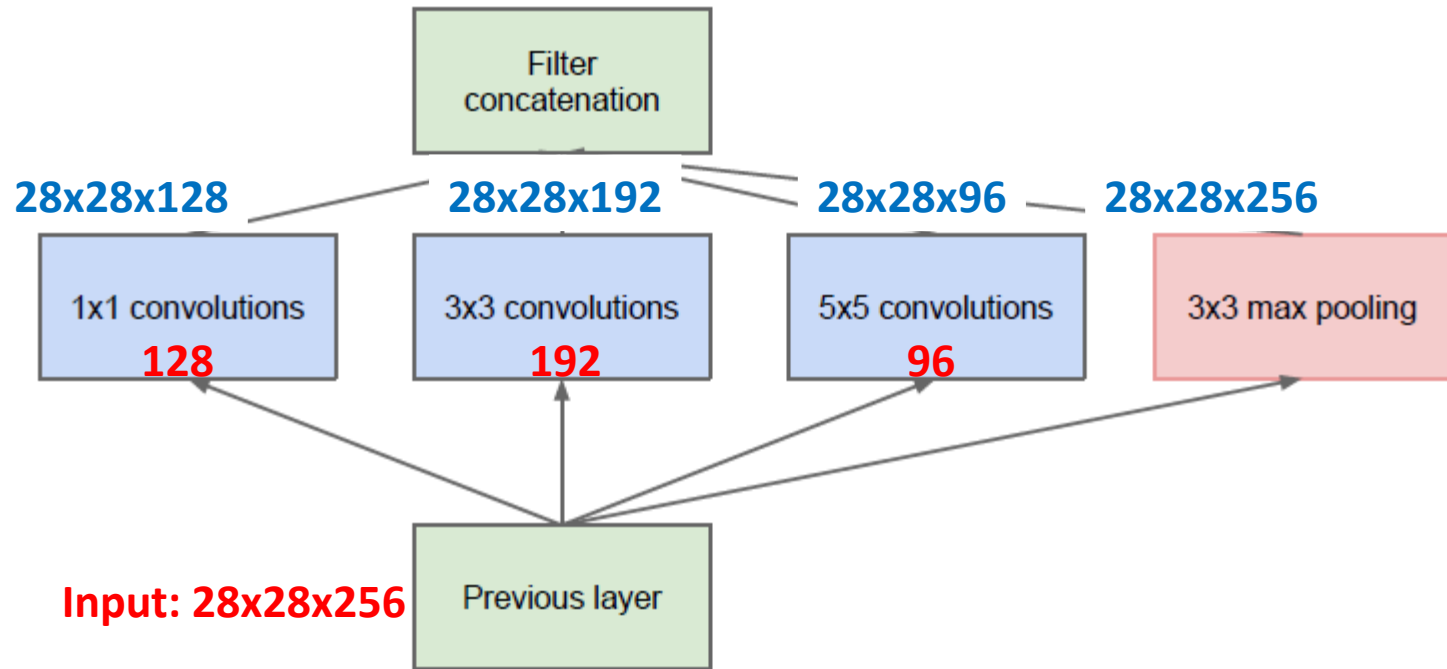 Filter
concatenation
28x28x128
28x28x192
28x28x96
28x28x256
1x1 convolutions
128
3x3 convolutions
192
5x5 convolutions
96
3x3 max pooling
Input: 28x28x256
Previous layer